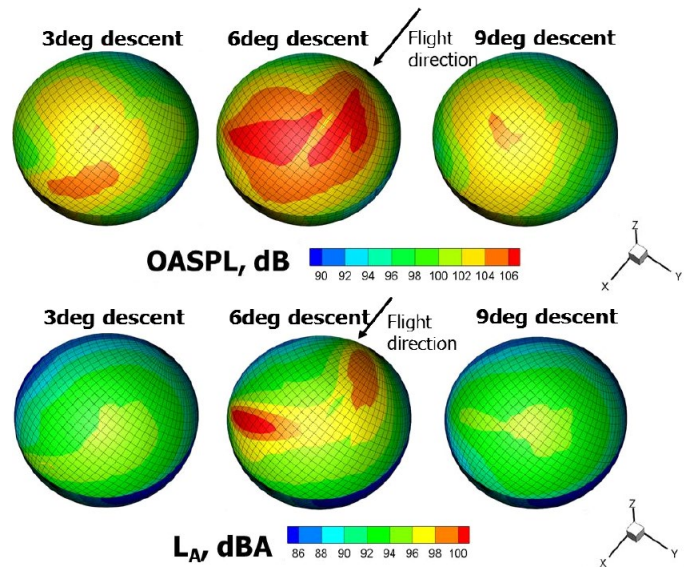 3deg descent 6deg descent 9deg descent
Flight
direction
OASPL, dB
90 92 94 96 98 100 102 104 106
Z
X Y
3deg descent 6deg descent 9deg descent
Flight
direction
LA, dBA
86 88 90 92 94 96 98 100
Z
X Y